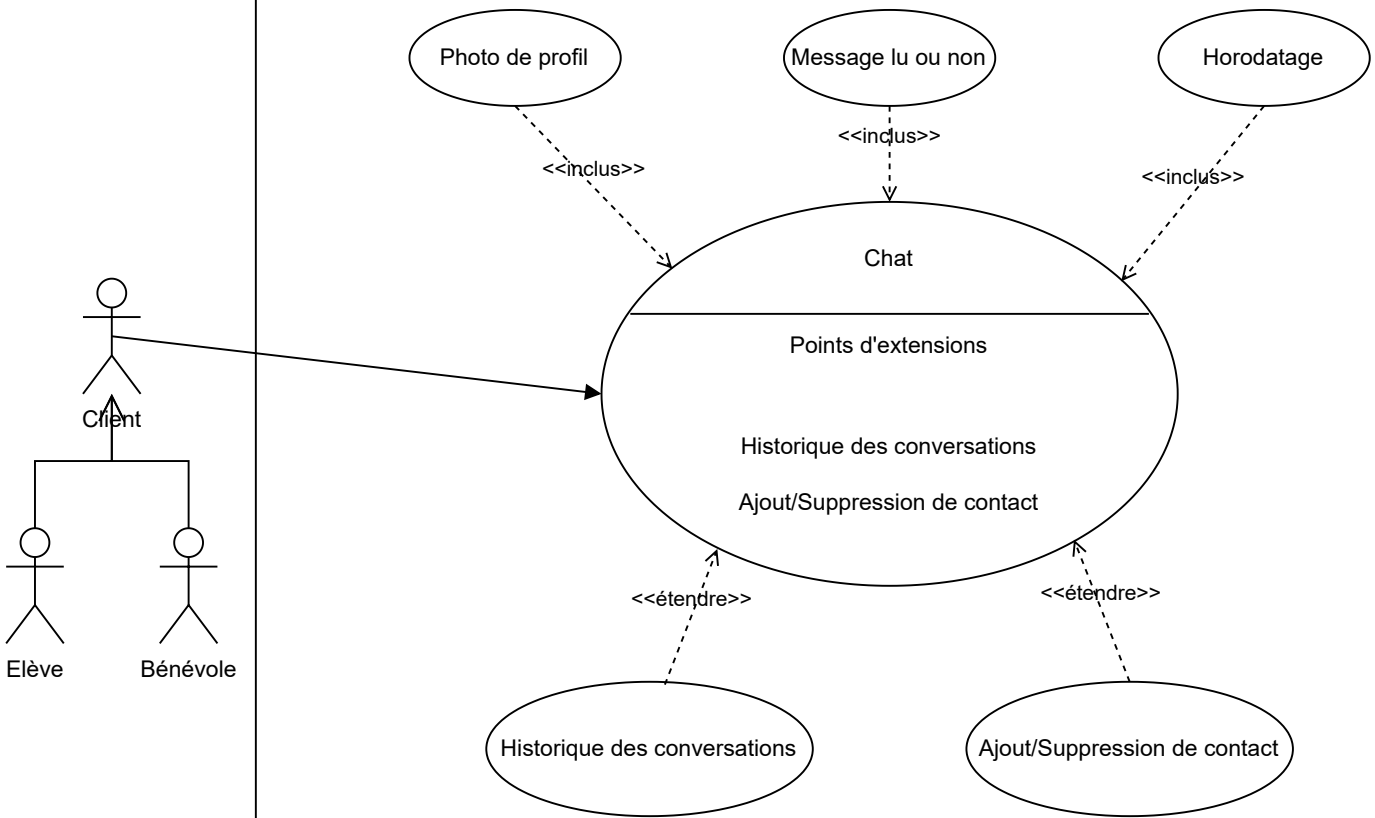 Photo de profil
Message lu ou non
Horodatage
<<inclus>>
<<inclus>>
<<inclus>>
Chat
Points d'extensions
Historique des conversations
Ajout/Suppression de contact
Client
<<étendre>>
<<étendre>>
Elève
Bénévole
Historique des conversations
Ajout/Suppression de contact